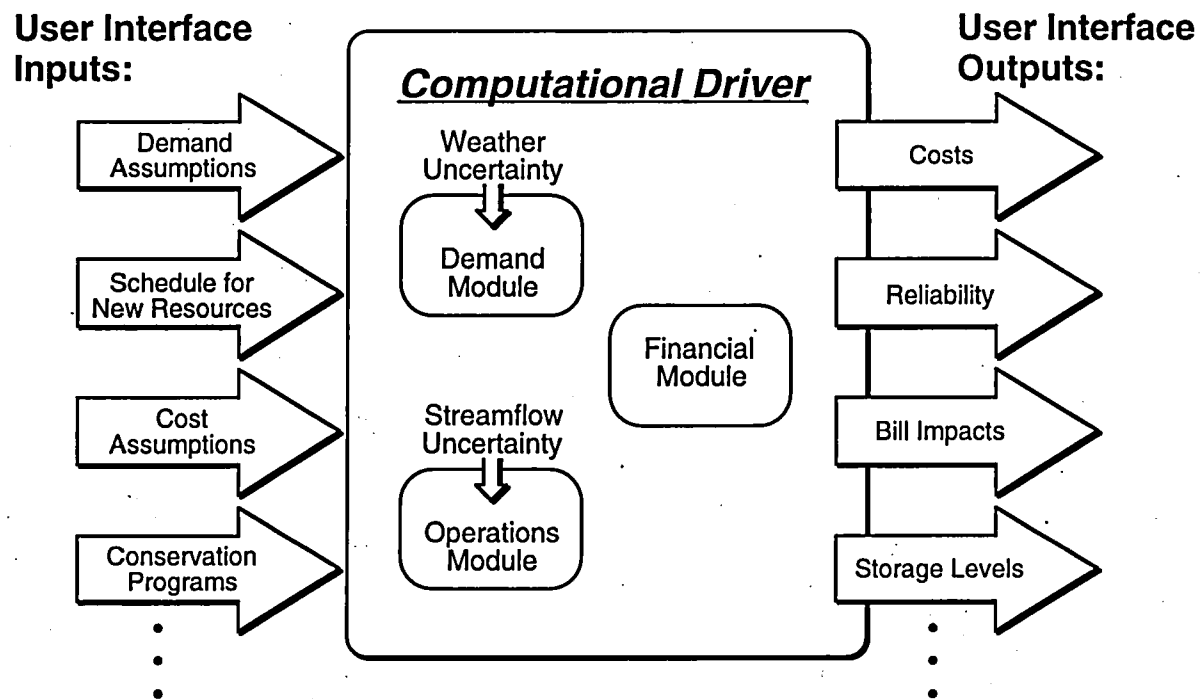 User Interface
Inputs:
Demand
Assumptions
Schedule for
New Resources
Cost
Assumptions
Conservation
Programs
Computational Driver
Weather
Uncertainty
Demand
Module
Financial
Module
Streamflow
Uncertainty
Operations
Module
User Interface
Outputs:
Costs
Reliability
Bill Impacts
Storage Levels